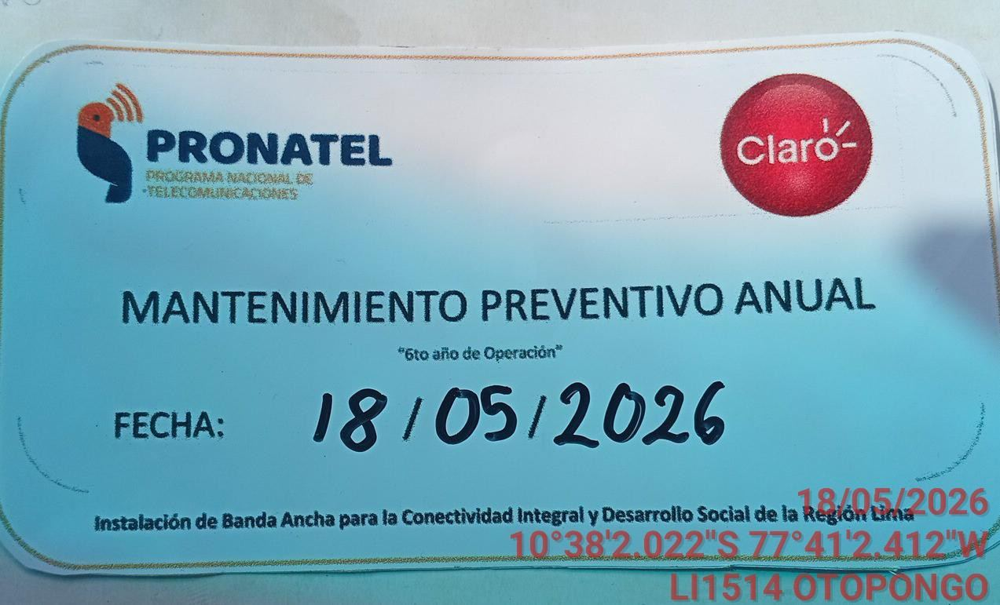 PRONATEL
PROGRAMA NACIONAL DE
TELECOMUNICACIONES
Claro
MANTENIMIENTO PREVENTIVO ANUAL
"6to año de Operación"
FECHA: 18/05/2026
Instalación de Banda Ancha para la Conectividad Integral y Desarrollo Social de la Región Lima
18/05/2026
10°38'2.022"S 77°41'2.412"W
LI1514 OTOPONGO